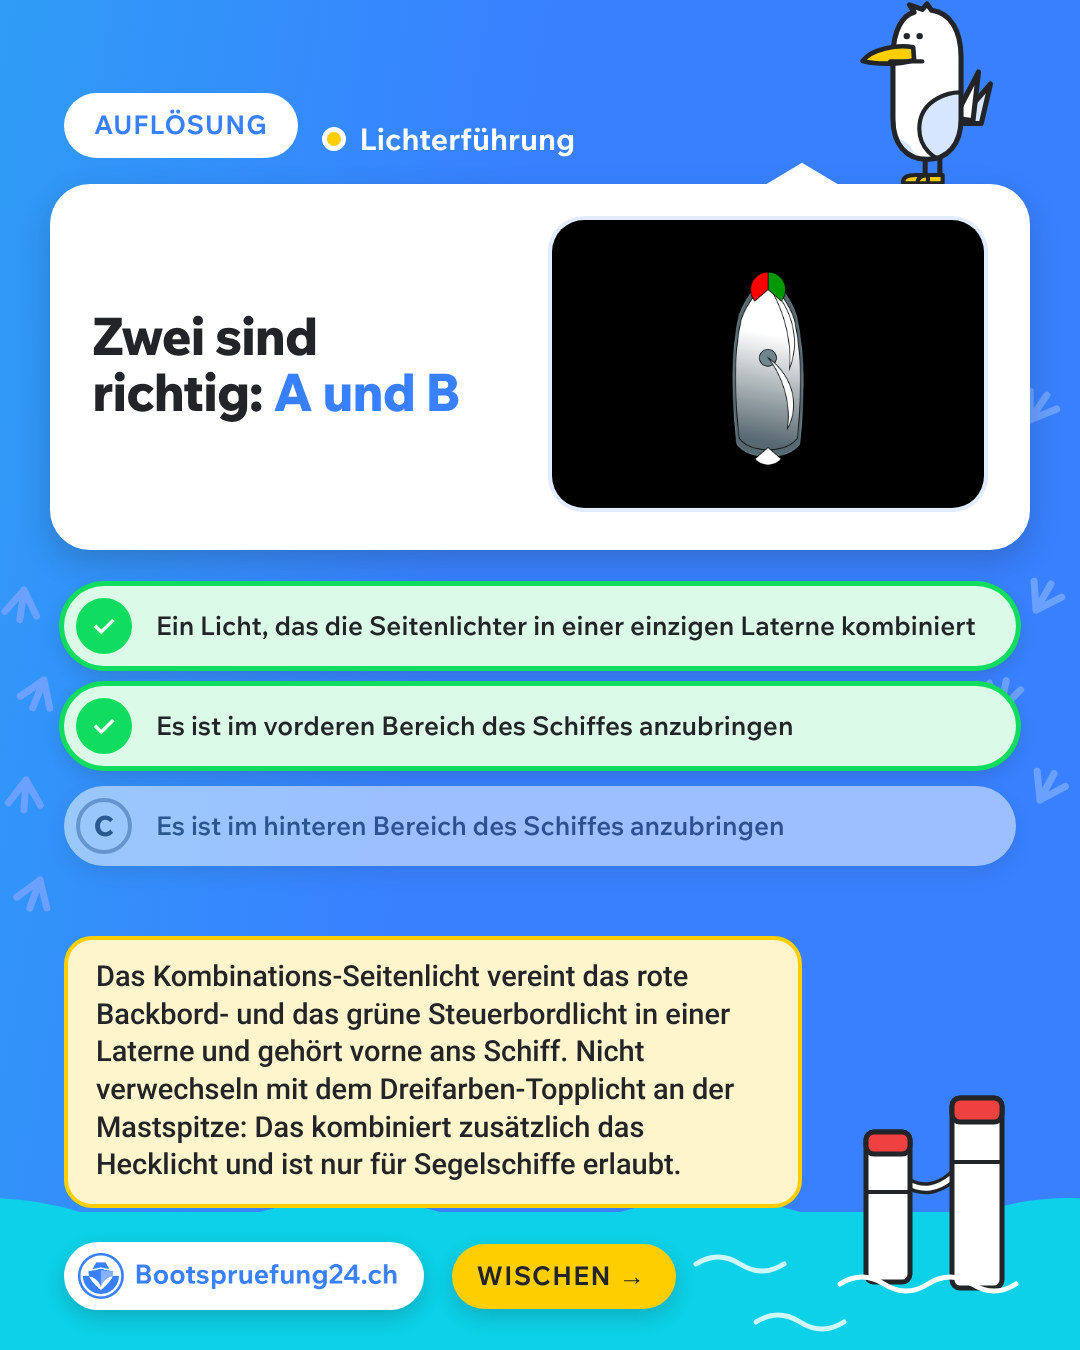 AUFLÖSUNG
Lichterführung
Zwei sind
richtig: A und B
Ein Licht, das die Seitenlichter in einer einzigen Laterne kombiniert
Es ist im vorderen Bereich des Schiffes anzubringen
C Es ist im hinteren Bereich des Schiffes anzubringen
Das Kombinations-Seitenlicht vereint das rote
Backbord- und das grüne Steuerbordlicht in einer
Laterne und gehört vorne ans Schiff. Nicht
verwechseln mit dem Dreifarben-Topplicht an der
Mastspitze: Das kombiniert zusätzlich das
Hecklicht und ist nur für Segelschiffe erlaubt.
Bootspruefung24.ch
WISCHEN →